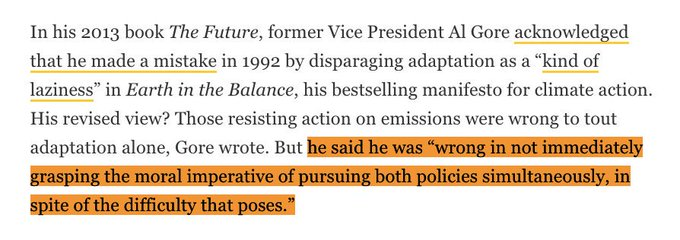 In his 2013 book The Future, former Vice President Al Gore acknowledged
that he made a mistake in 1992 by disparaging adaptation as a “kind of
laziness” in Earth in the Balance, his bestselling manifesto for climate action.
His revised view? Those resisting action on emissions were wrong to tout
adaptation alone, Gore wrote. But he said he was “wrong in not immediately
grasping the moral imperative of pursuing both policies simultaneously, in
spite of the difficulty that poses.”